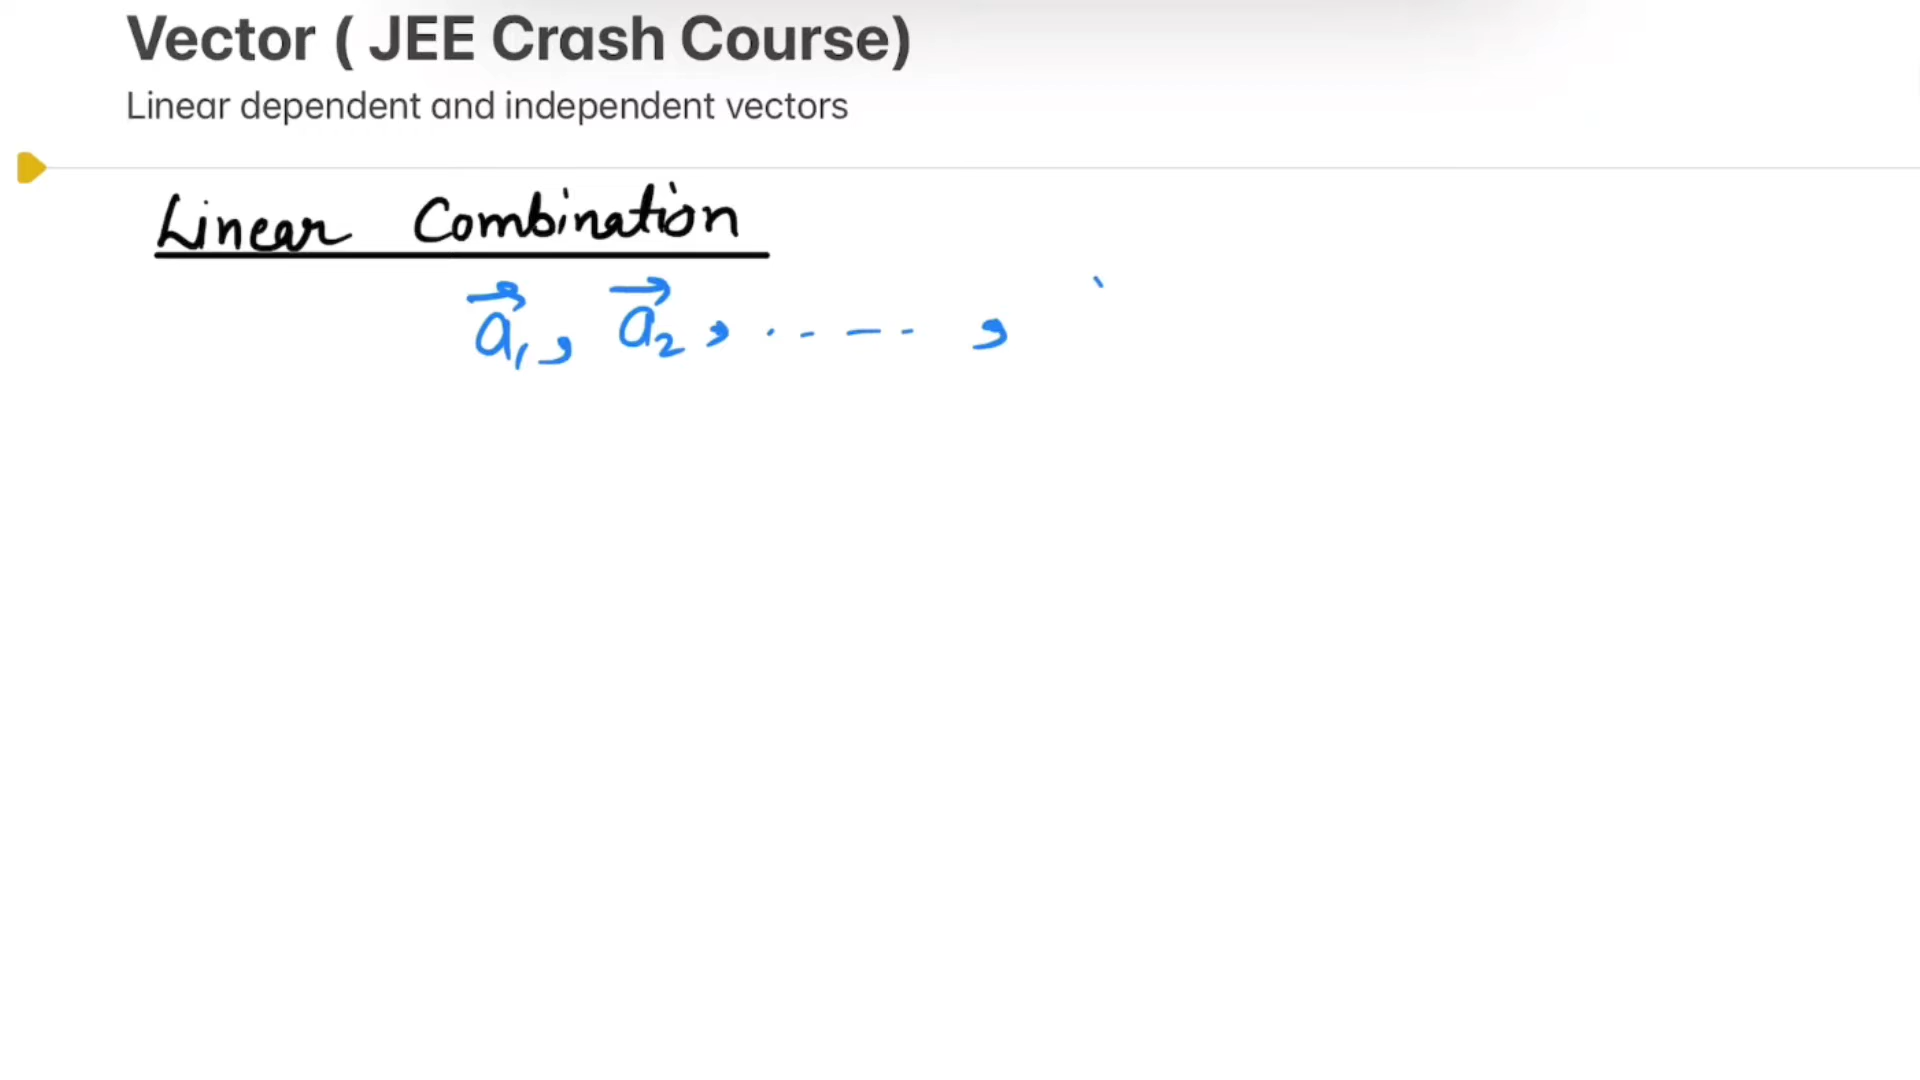 Vector ( JEE Crash Course)
Linear dependent and independent vectors
Linear Combination
a⃗₁, a⃗₂, ....... ,